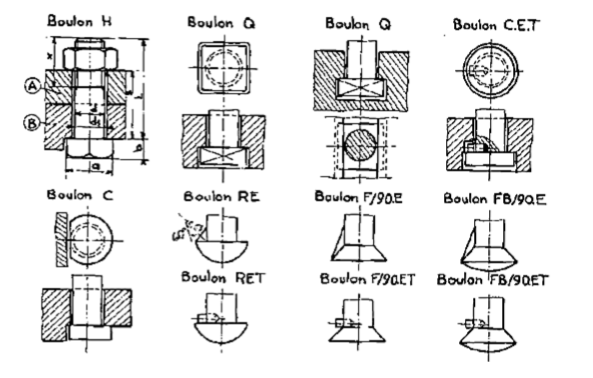 Boulon H
Boulon Q
Boulon Q
Boulon C.E.T
x
A
B
d
d1
L
b
a
Boulon C
Boulon RE
Boulon F/90.E
Boulon FB/90.E
Boulon RET
Boulon F/90.ET
Boulon FB/90.ET